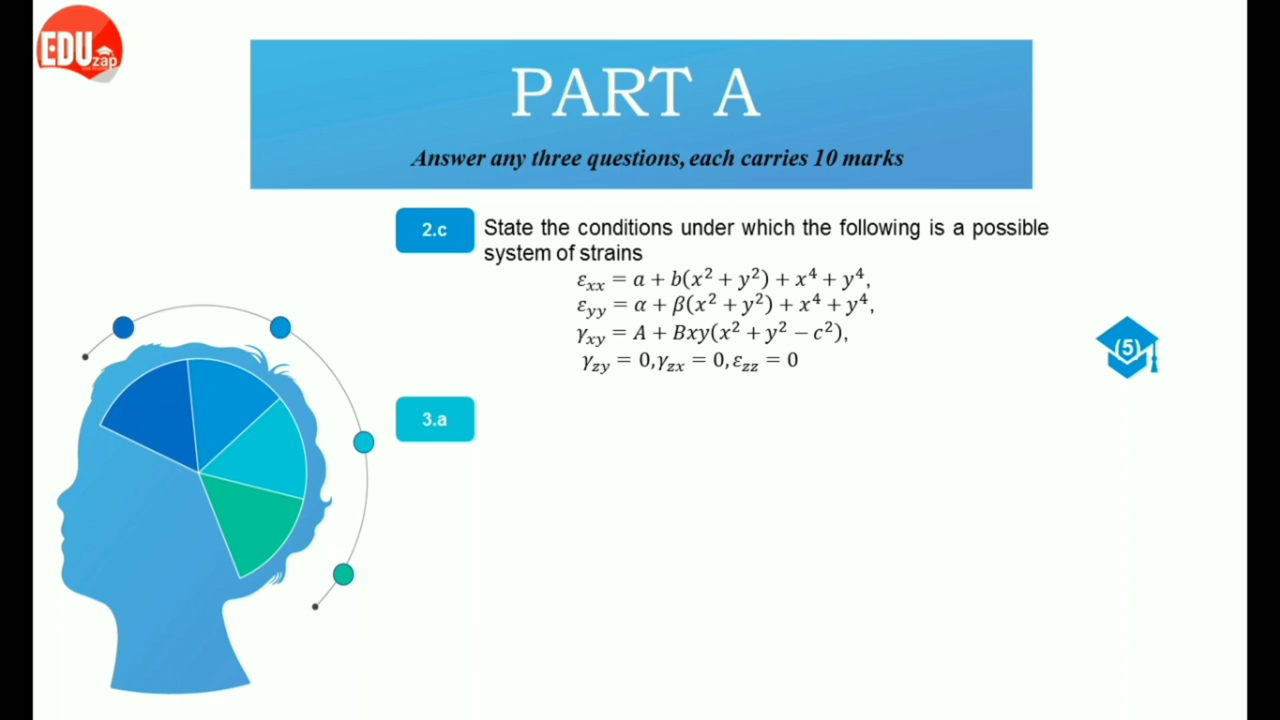 EDU
zap
PART A
Answer any three questions, each carries 10 marks
2.c
State the conditions under which the following is a possible
system of strains
εxx = a + b(x² + y²) + x⁴ + y⁴,
εyy = α + β(x² + y²) + x⁴ + y⁴,
γxy = A + Bxy(x² + y² − c²),
γzy = 0, γzx = 0, εzz = 0
(5)
3.a